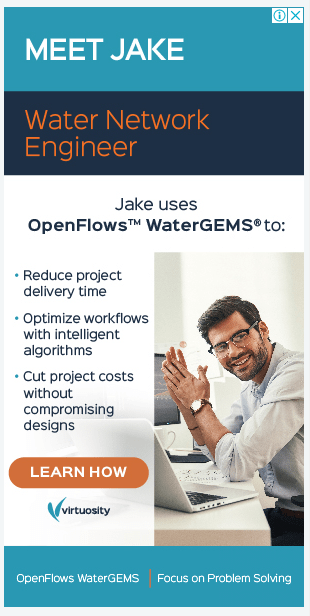 MEET JAKE
Water Network
Engineer
Jake uses
OpenFlows™ WaterGEMS® to:
• Reduce project
delivery time
• Optimize workflows
with intelligent
algorithms
• Cut project costs
without
compromising
designs
LEARN HOW
virtuosity
OpenFlows WaterGEMS | Focus on Problem Solving